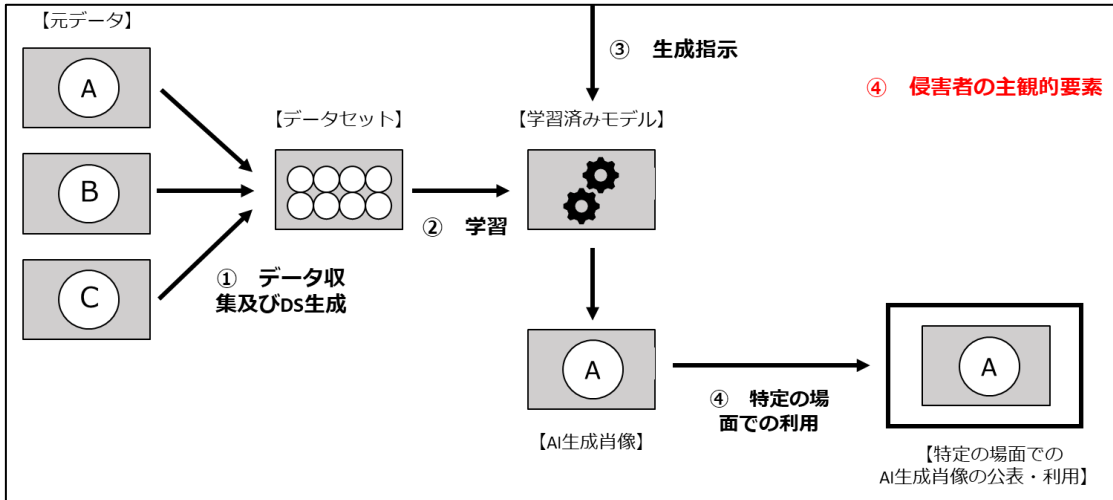 【元データ】
A
B
C
① データ収
集及びDS生成
【データセット】
② 学習
③ 生成指示
【学習済みモデル】
A
【AI生成肖像】
④ 特定の場
面での利用
④ 侵害者の主観的要素
A
【特定の場面での
AI生成肖像の公表・利用】